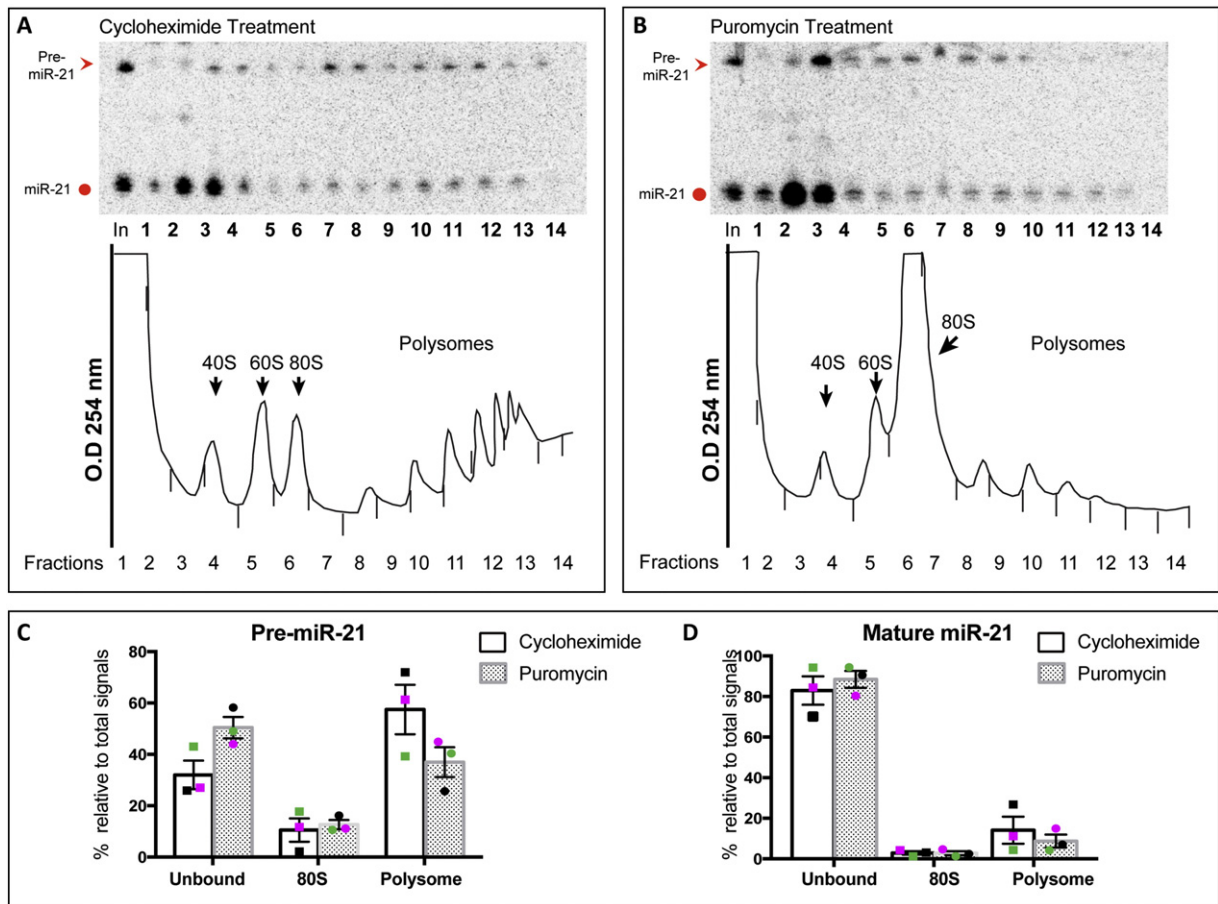 A Cycloheximide Treatment
Pre-
miR-21
miR-21
In 1 2 3 4 5 6 7 8 9 10 11 12 13 14
O.D 254 nm
40S 60S 80S
Polysomes
Fractions 1 2 3 4 5 6 7 8 9 10 11 12 13 14
B Puromycin Treatment
Pre-
miR-21
miR-21
In 1 2 3 4 5 6 7 8 9 10 11 12 13 14
O.D 254 nm
40S 60S 80S
Polysomes
Fractions 1 2 3 4 5 6 7 8 9 10 11 12 13 14
C Pre-miR-21
% relative to total signals
80
60
40
20
0
Unbound 80S Polysome
Cycloheximide
Puromycin
D Mature miR-21
% relative to total signals
100
80
60
40
20
0
Unbound 80S Polysome
Cycloheximide
Puromycin